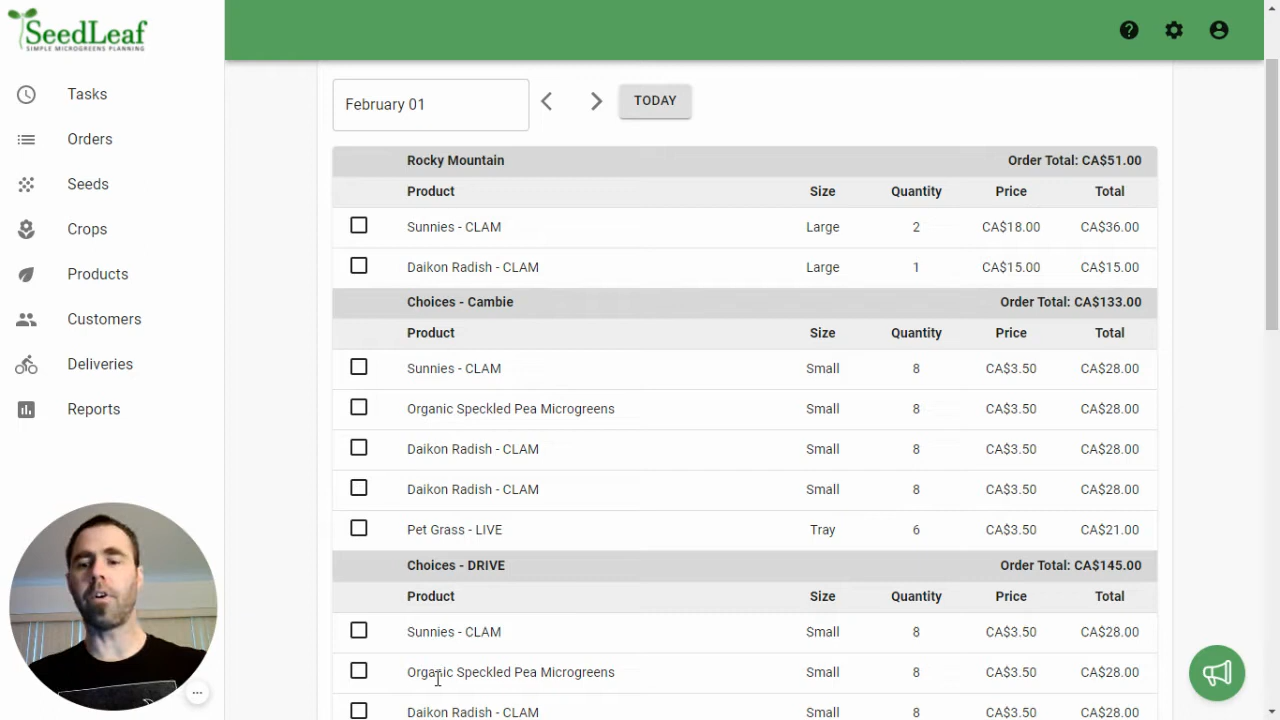 SeedLeaf
SIMPLE MICROGREENS PLANNING
Tasks
Orders
Seeds
Crops
Products
Customers
Deliveries
Reports
February 01
TODAY
Rocky Mountain Order Total: CA$51.00
Product Size Quantity Price Total
Sunnies - CLAM Large 2 CA$18.00 CA$36.00
Daikon Radish - CLAM Large 1 CA$15.00 CA$15.00
Choices - Cambie Order Total: CA$133.00
Product Size Quantity Price Total
Sunnies - CLAM Small 8 CA$3.50 CA$28.00
Organic Speckled Pea Microgreens Small 8 CA$3.50 CA$28.00
Daikon Radish - CLAM Small 8 CA$3.50 CA$28.00
Daikon Radish - CLAM Small 8 CA$3.50 CA$28.00
Pet Grass - LIVE Tray 6 CA$3.50 CA$21.00
Choices - DRIVE Order Total: CA$145.00
Product Size Quantity Price Total
Sunnies - CLAM Small 8 CA$3.50 CA$28.00
Organic Speckled Pea Microgreens Small 8 CA$3.50 CA$28.00
Daikon Radish - CLAM Small 8 CA$3.50 CA$28.00